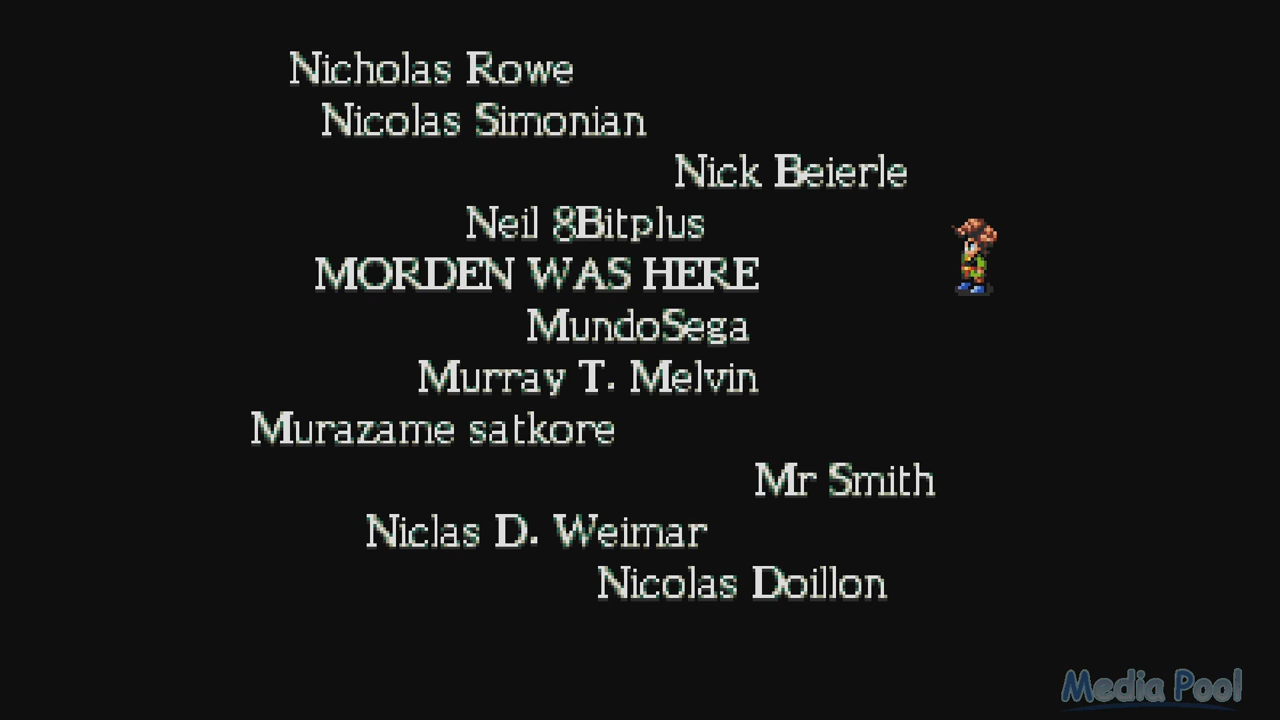 Nicholas Rowe
Nicolas Simonian
Nick Beierle
Neil 8Bitplus
MORDEN WAS HERE
MundoSega
Murray T. Melvin
Murazame satkore
Mr Smith
Niclas D. Weimar
Nicolas Doillon
Media Pool